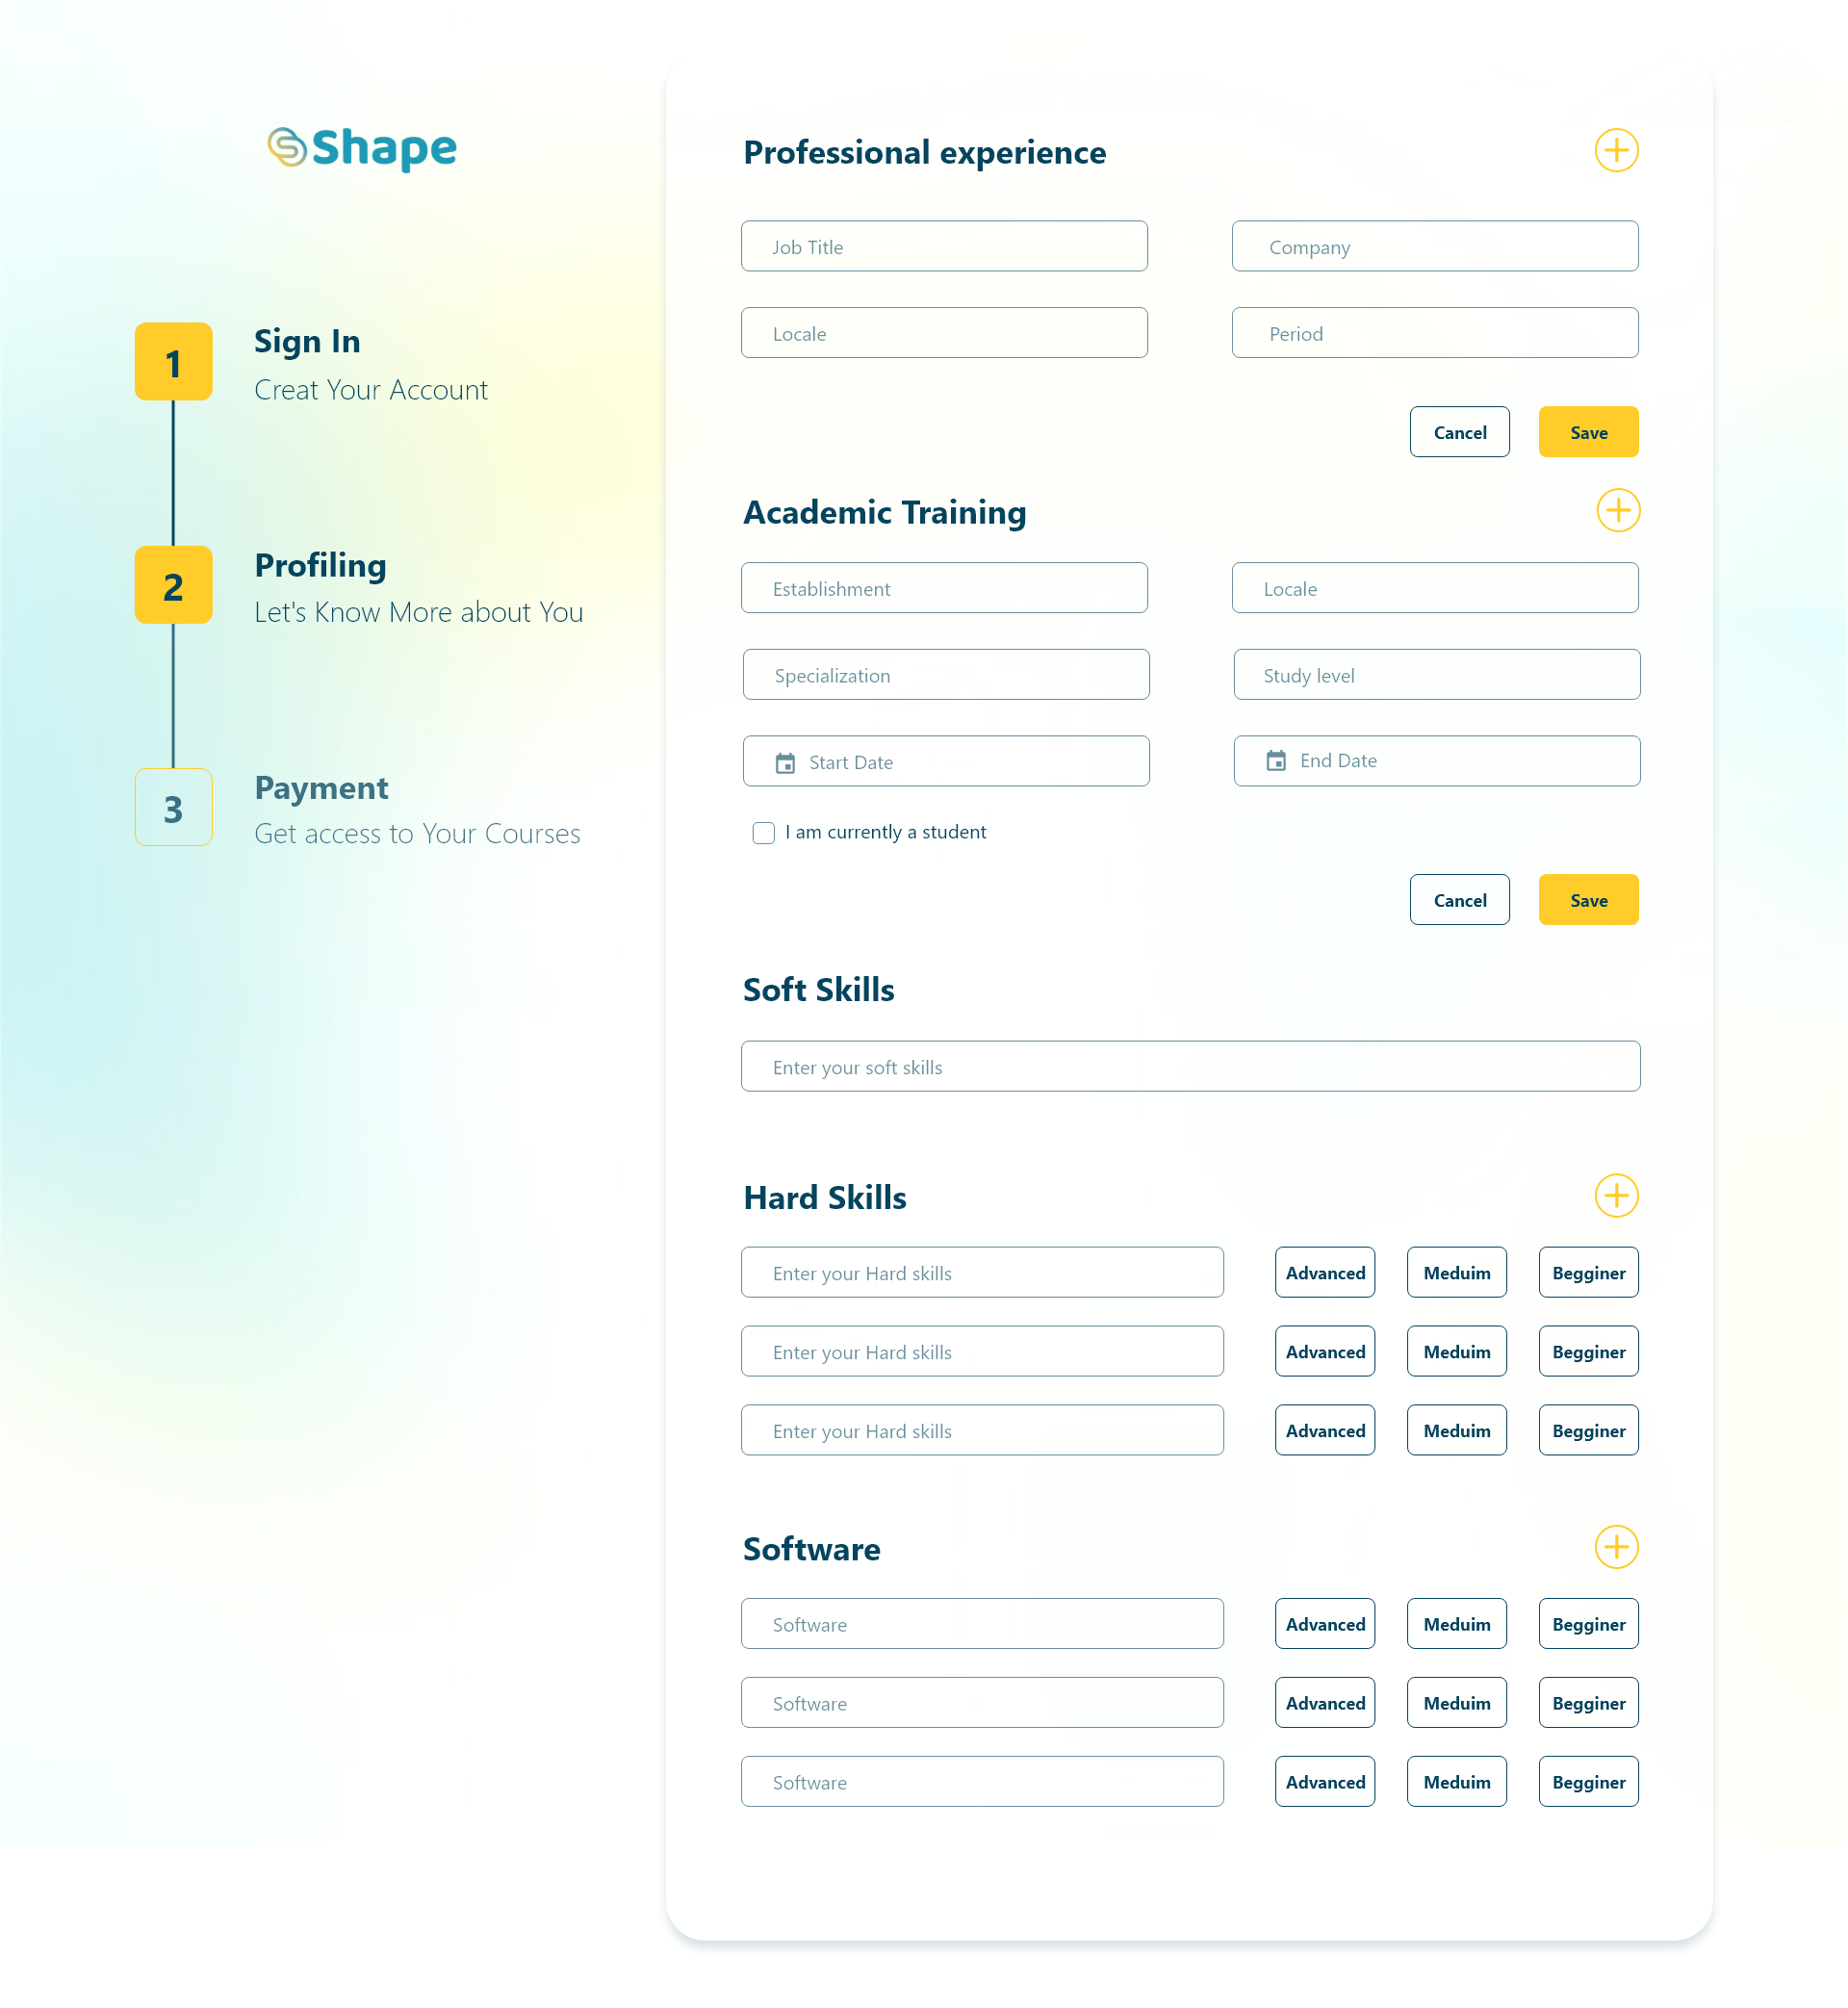 Shape
1
Sign In
Creat Your Account
2
Profiling
Let's Know More about You
3
Payment
Get access to Your Courses
Professional experience
Job Title
Company
Locale
Period
Cancel
Save
Academic Training
Establishment
Locale
Specialization
Study level
Start Date
End Date
I am currently a student
Cancel
Save
Soft Skills
Enter your soft skills
Hard Skills
Enter your Hard skills
Advanced
Meduim
Begginer
Enter your Hard skills
Advanced
Meduim
Begginer
Enter your Hard skills
Advanced
Meduim
Begginer
Software
Software
Advanced
Meduim
Begginer
Software
Advanced
Meduim
Begginer
Software
Advanced
Meduim
Begginer